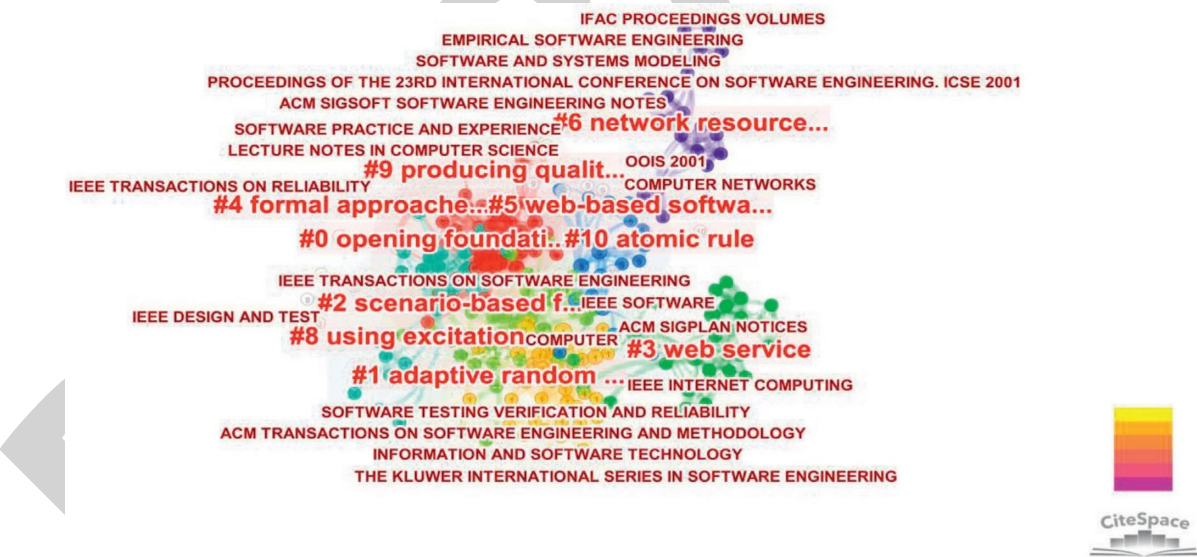 IFAC PROCEEDINGS VOLUMES
EMPIRICAL SOFTWARE ENGINEERING
SOFTWARE AND SYSTEMS MODELING
PROCEEDINGS OF THE 23RD INTERNATIONAL CONFERENCE ON SOFTWARE ENGINEERING. ICSE 2001
ACM SIGSOFT SOFTWARE ENGINEERING NOTES
#6 network resource...
SOFTWARE PRACTICE AND EXPERIENCE
LECTURE NOTES IN COMPUTER SCIENCE
OOIS 2001
#9 producing qualit...
IEEE TRANSACTIONS ON RELIABILITY
COMPUTER NETWORKS
#4 formal approache...#5 web-based softwa...
#0 opening foundati..#10 atomic rule
IEEE TRANSACTIONS ON SOFTWARE ENGINEERING
#2 scenario-based f...IEEE SOFTWARE
IEEE DESIGN AND TEST
ACM SIGPLAN NOTICES
#8 using excitation COMPUTER
#3 web service
#1 adaptive random ...
IEEE INTERNET COMPUTING
SOFTWARE TESTING VERIFICATION AND RELIABILITY
ACM TRANSACTIONS ON SOFTWARE ENGINEERING AND METHODOLOGY
INFORMATION AND SOFTWARE TECHNOLOGY
THE KLUWER INTERNATIONAL SERIES IN SOFTWARE ENGINEERING
CiteSpace